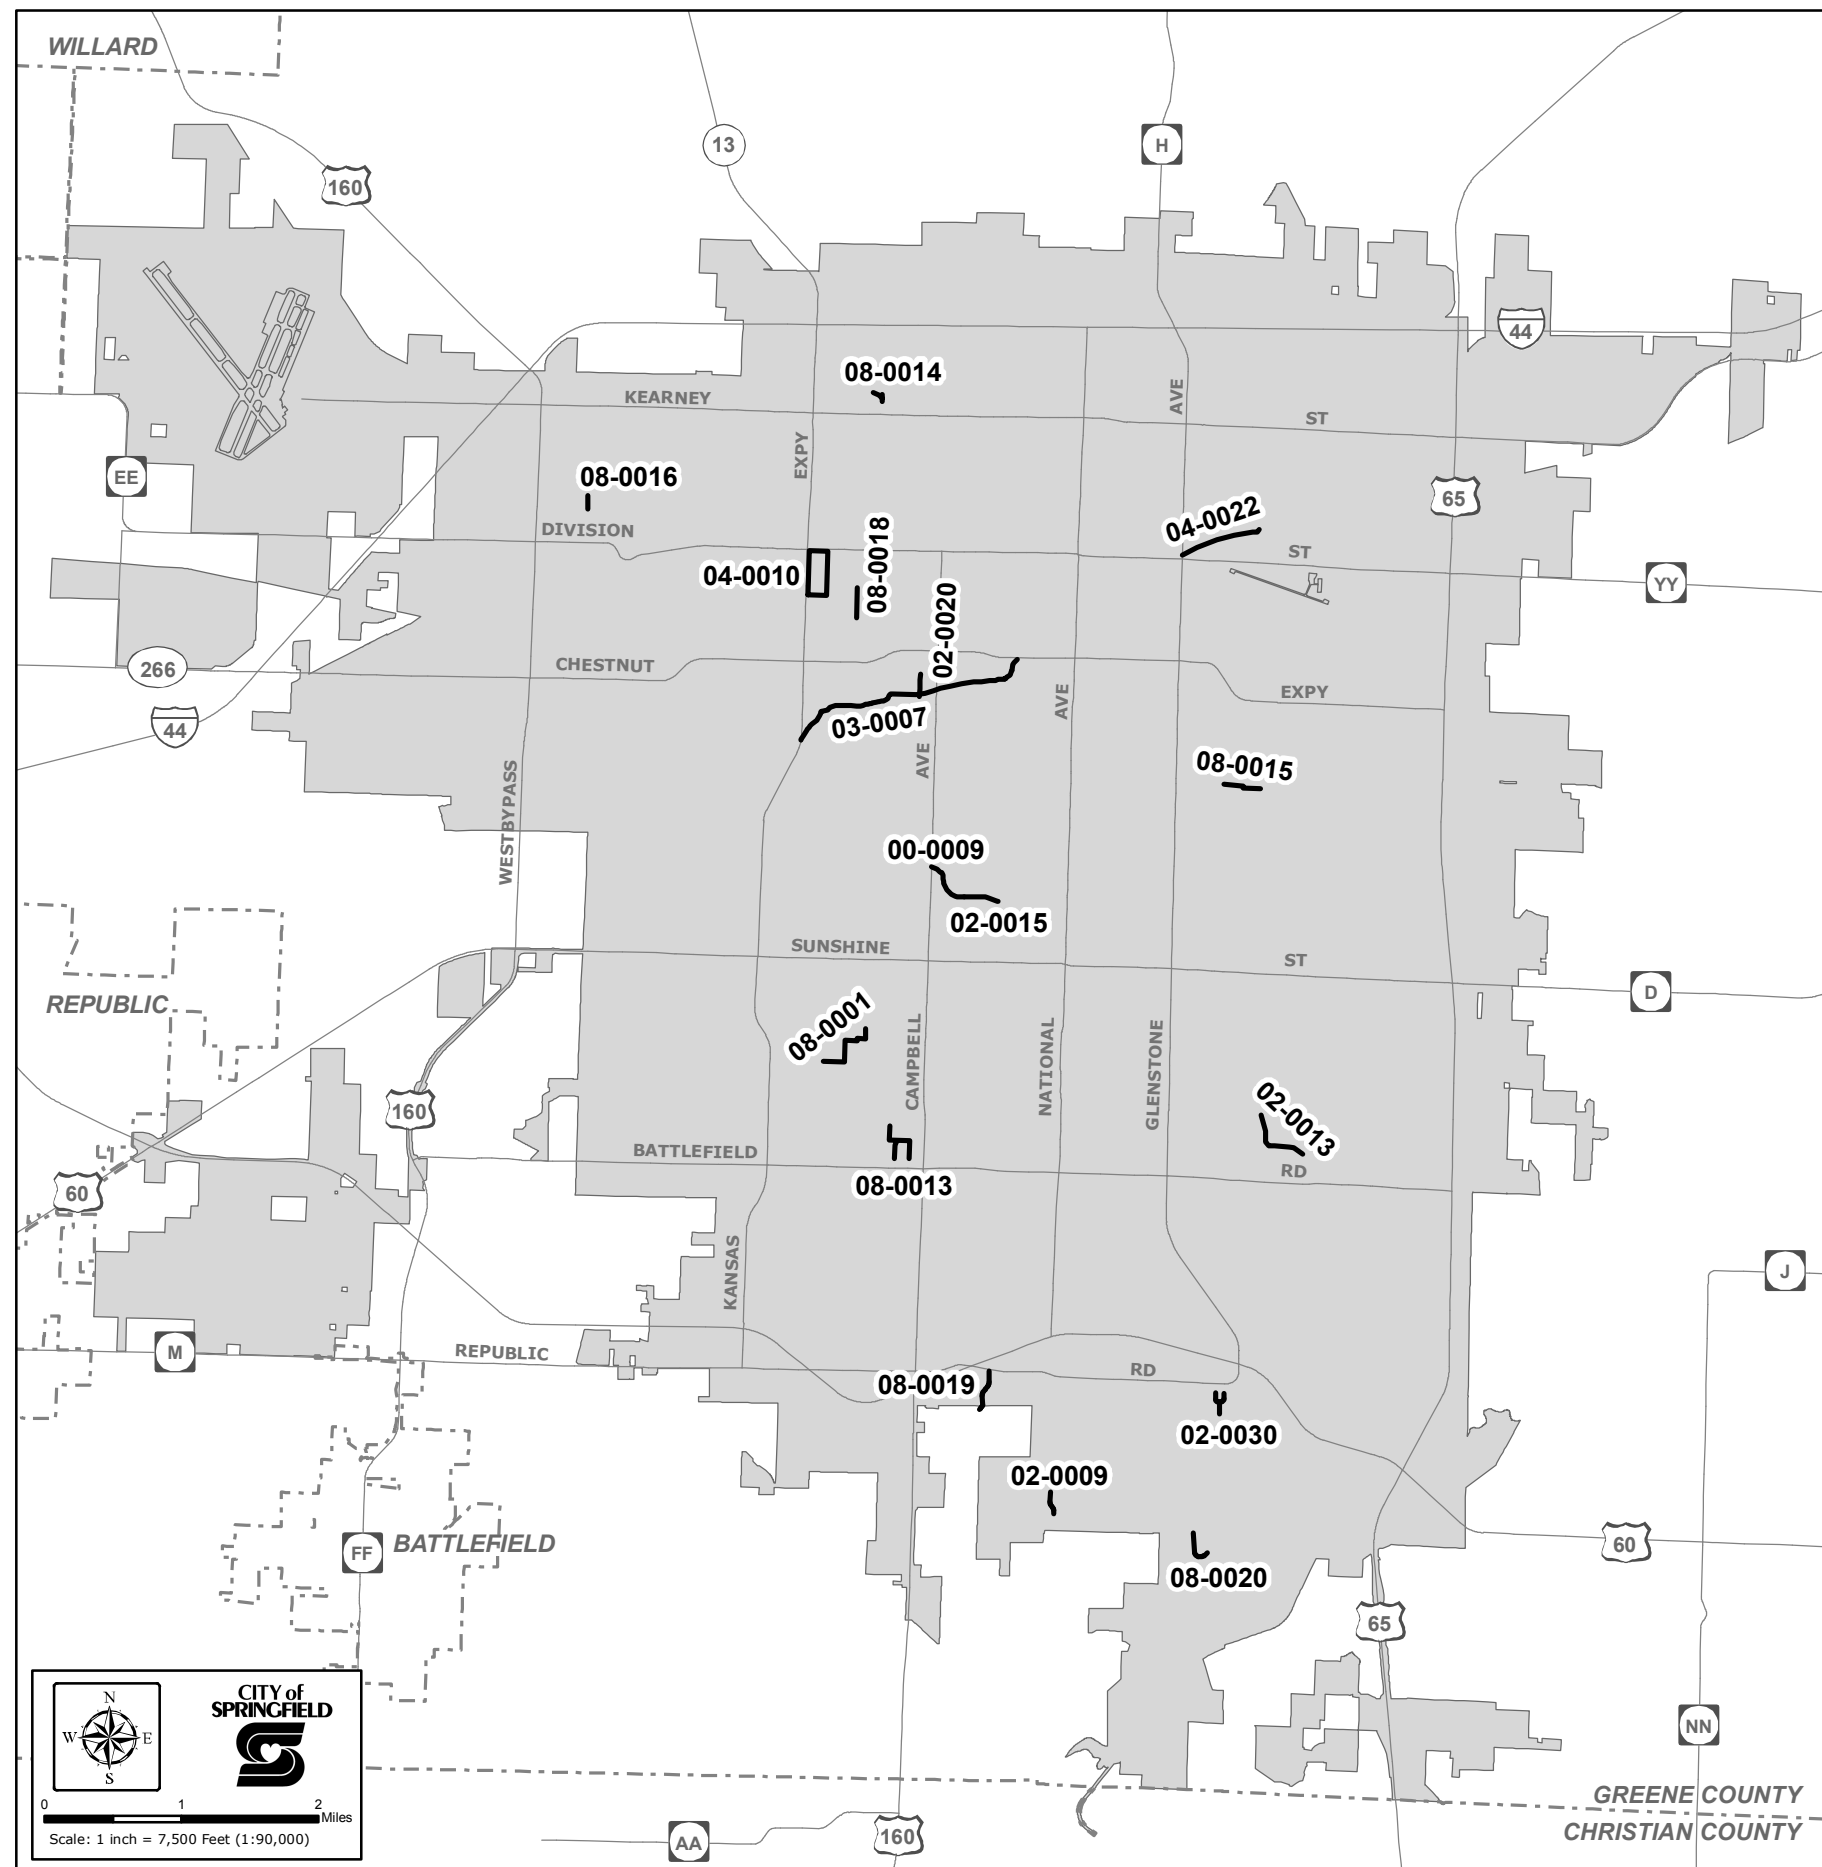 WILLARD
13
H
160
44
08-0014
KEARNEY
AVE
ST
EXPY
EE
08-0016
65
DIVISION
08-0018
04-0022
ST
04-0010
02-0020
YY
CHESTNUT
266
EXPY
AVE
44
03-0007
AVE
08-0015
WESTBYPASS
00-0009
02-0015
SUNSHINE
ST
REPUBLIC
D
08-0001
CAMPBELL
NATIONAL
GLENSTONE
160
02-0013
BATTLEFIELD
RD
60
08-0013
KANSAS
J
M
REPUBLIC
RD
08-0019
02-0030
02-0009
FF
BATTLEFIELD
60
08-0020
65
N
W E
S
CITY of
SPRINGFIELD
NN
0 1 2
Miles
Scale: 1 inch = 7,500 Feet (1:90,000)
GREENE COUNTY
CHRISTIAN COUNTY
AA
160